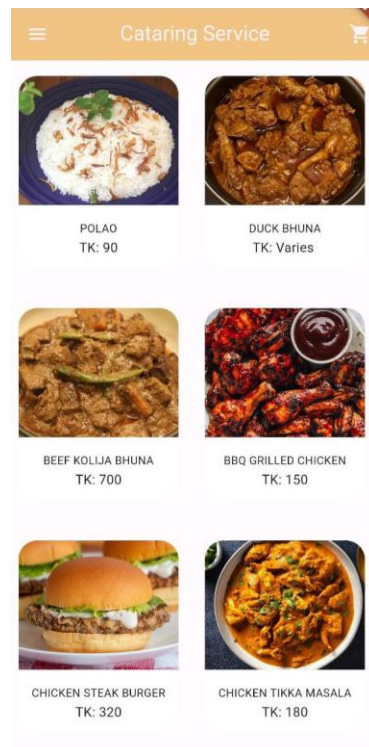 Cataring Service
POLAO
TK: 90
DUCK BHUNA
TK: Varies
BEEF KOLIJA BHUNA
TK: 700
BBQ GRILLED CHICKEN
TK: 150
CHICKEN STEAK BURGER
TK: 320
CHICKEN TIKKA MASALA
TK: 180